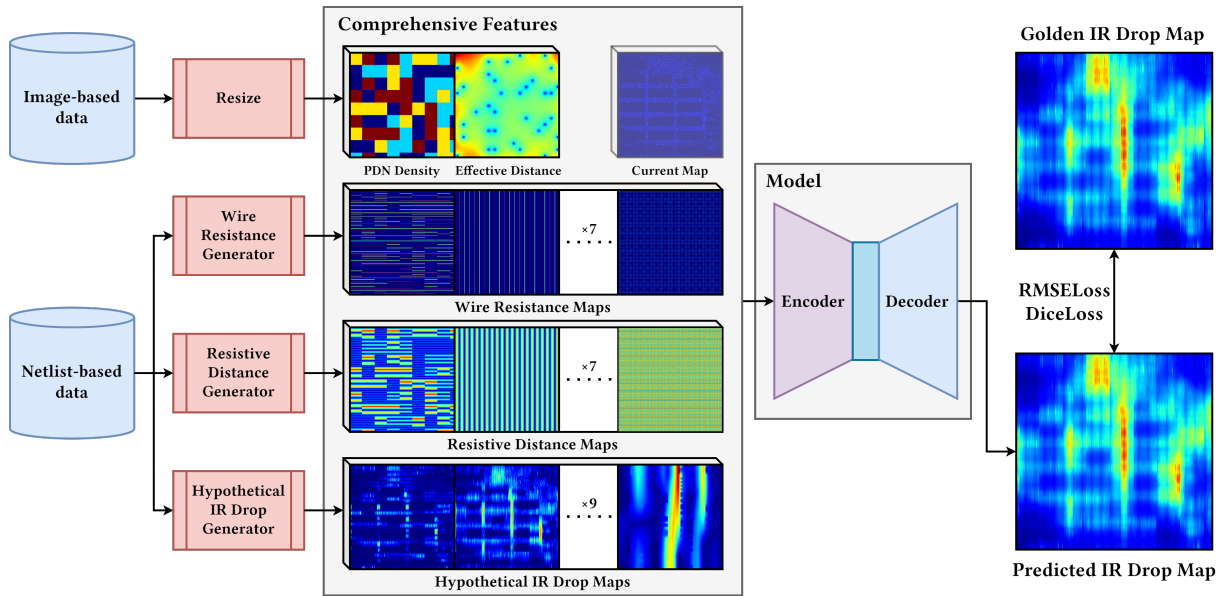 Comprehensive Features
Golden IR Drop Map
Image-based
data
Resize
PDN Density
Effective Distance
Current Map
Model
Wire
Resistance
Generator
×7
Wire Resistance Maps
Encoder
Decoder
RMSELoss
DiceLoss
Netlist-based
data
Resistive
Distance
Generator
×7
Resistive Distance Maps
Hypothetical
IR Drop
Generator
×9
Hypothetical IR Drop Maps
Predicted IR Drop Map